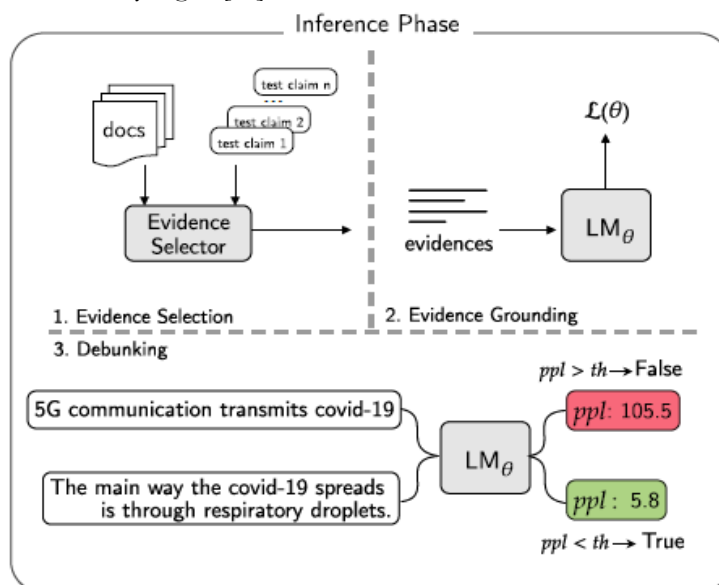 Inference Phase
docs
test claim n
...
test claim 2
test claim 1
Evidence
Selector
1. Evidence Selection
ℒ(θ)
evidences
LMθ
2. Evidence Grounding
3. Debunking
5G communication transmits covid-19
The main way the covid-19 spreads
is through respiratory droplets.
LMθ
ppl > th→False
ppl: 105.5
ppl : 5.8
ppl < th→ True